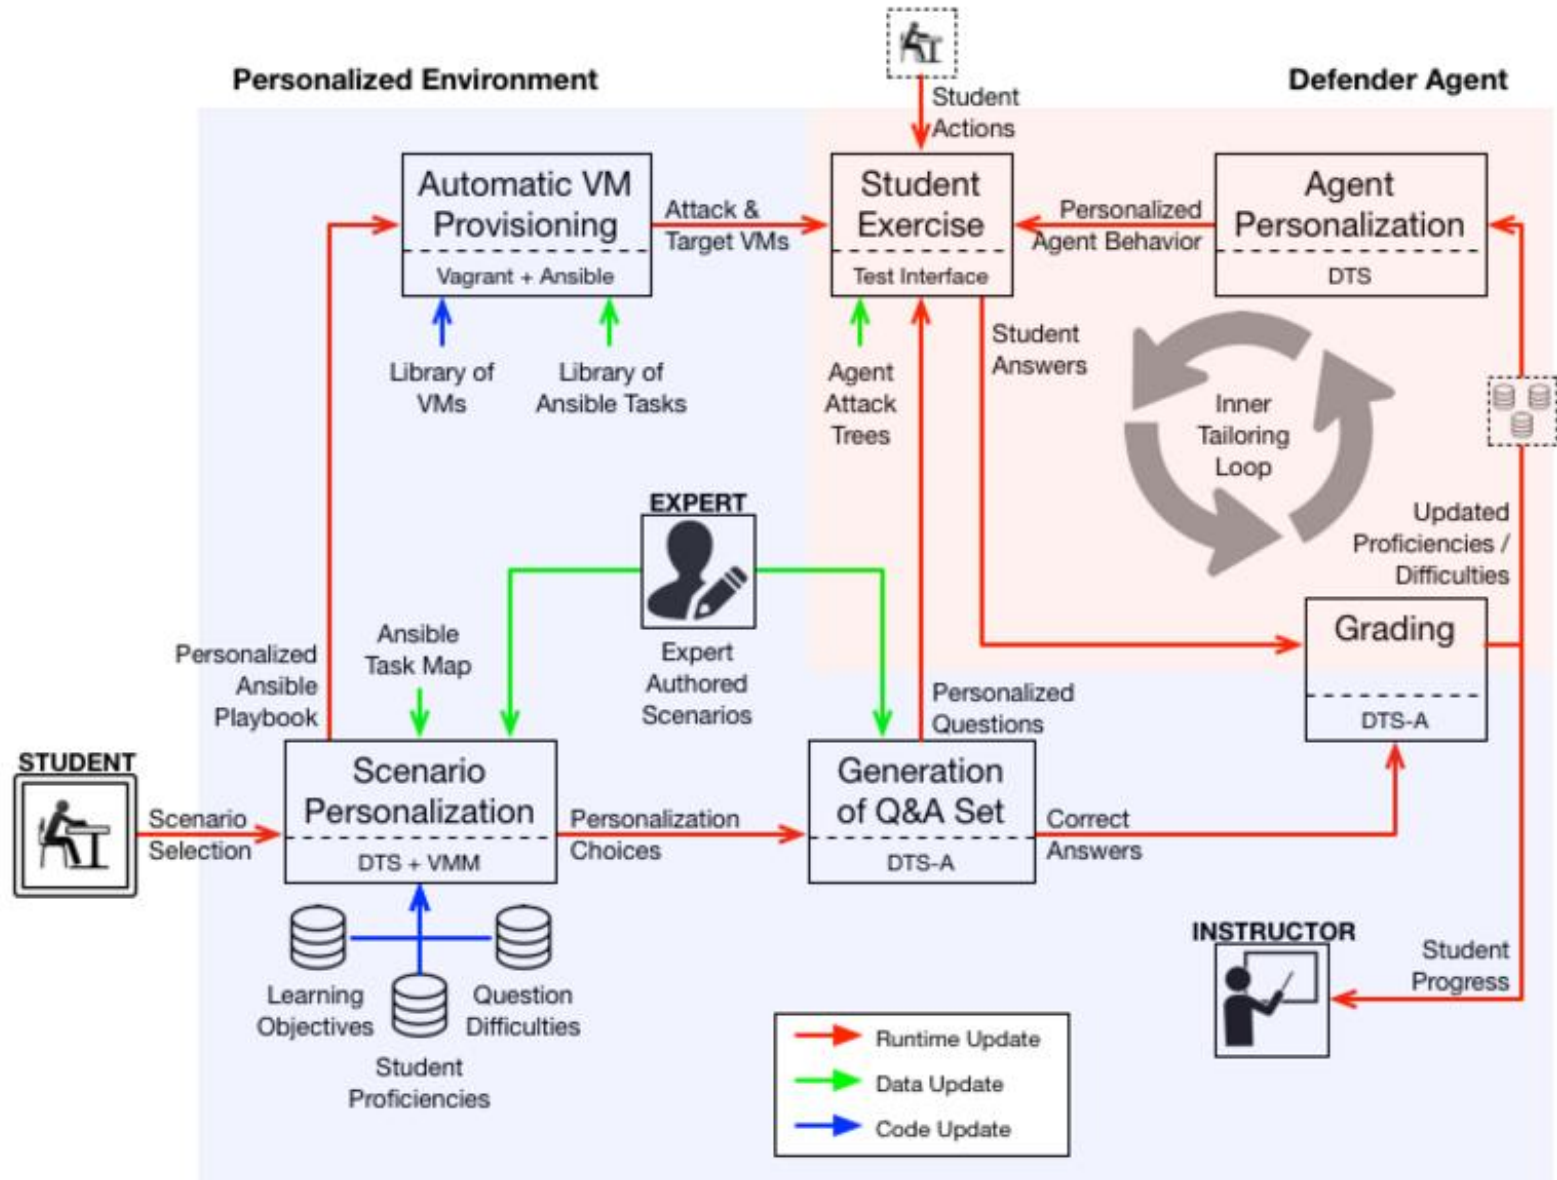 Personalized Environment
Defender Agent
Student
Actions
Automatic VM
Provisioning
Vagrant + Ansible
Attack &
Target VMs
Student
Exercise
Test Interface
Personalized
Agent Behavior
Agent
Personalization
DTS
Library of
VMs
Library of
Ansible Tasks
Agent
Attack
Trees
Student
Answers
Inner
Tailoring
Loop
Updated
Proficiencies /
Difficulties
EXPERT
Expert
Authored
Scenarios
Ansible
Task Map
Personalized
Ansible
Playbook
Personalized
Questions
Grading
DTS-A
STUDENT
Scenario
Selection
Scenario
Personalization
DTS + VMM
Personalization
Choices
Generation
of Q&A Set
DTS-A
Correct
Answers
Learning
Objectives
Question
Difficulties
Student
Proficiencies
INSTRUCTOR
Student
Progress
Runtime Update
Data Update
Code Update